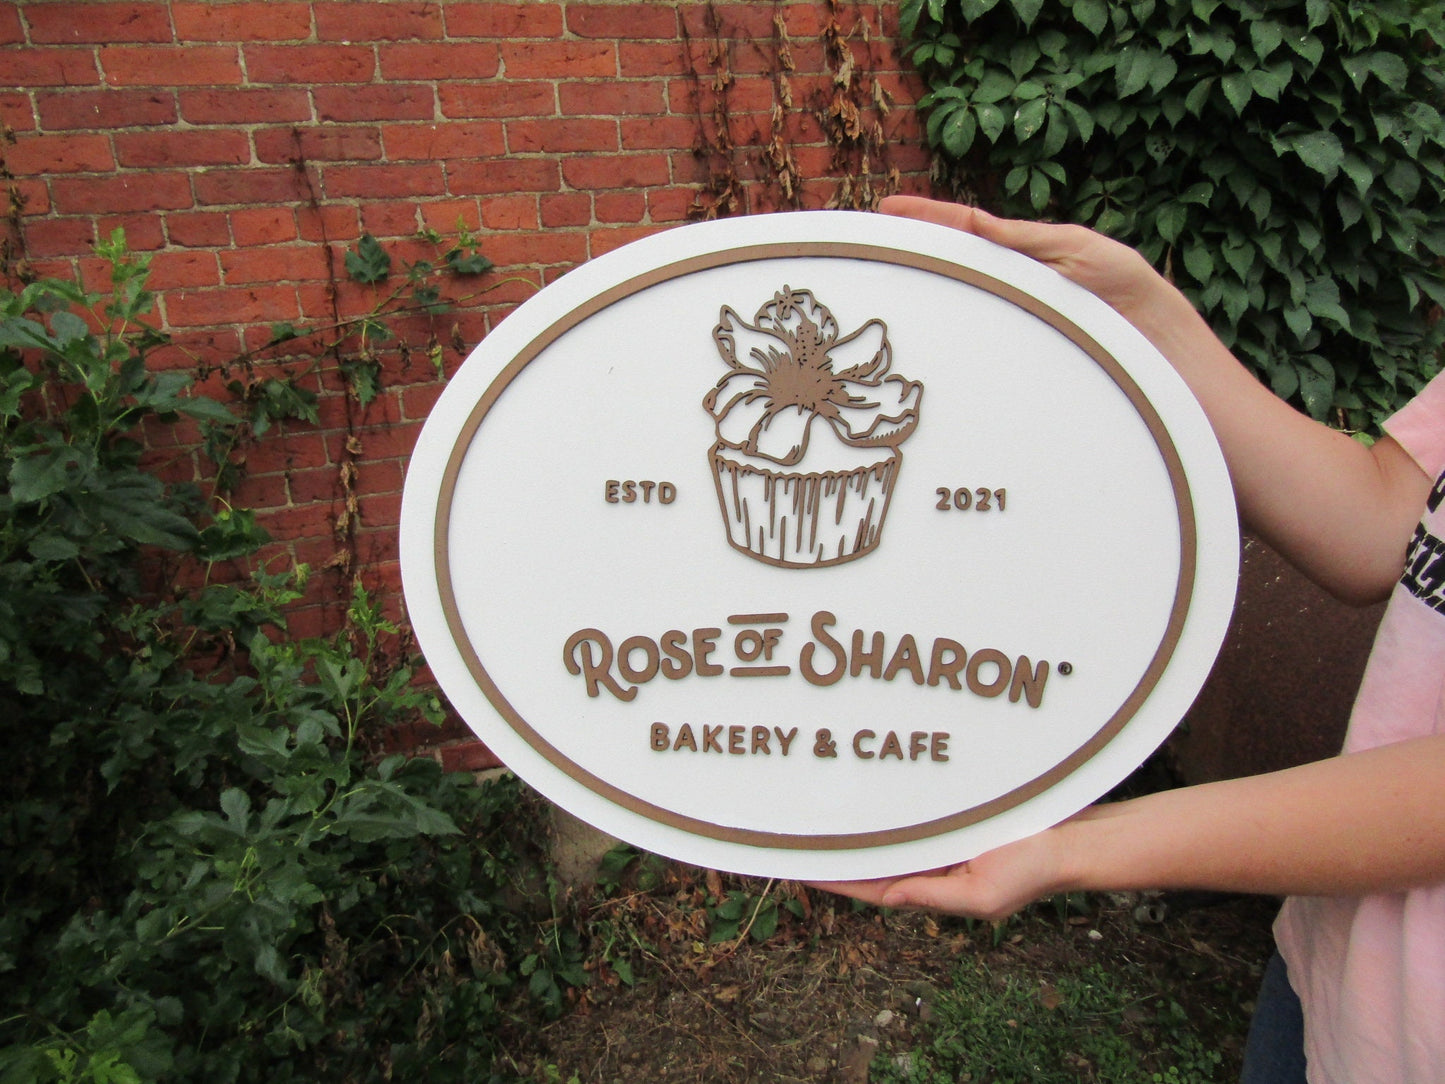 ESTD 2021
ROSE OF SHARON ®
BAKERY & CAFE